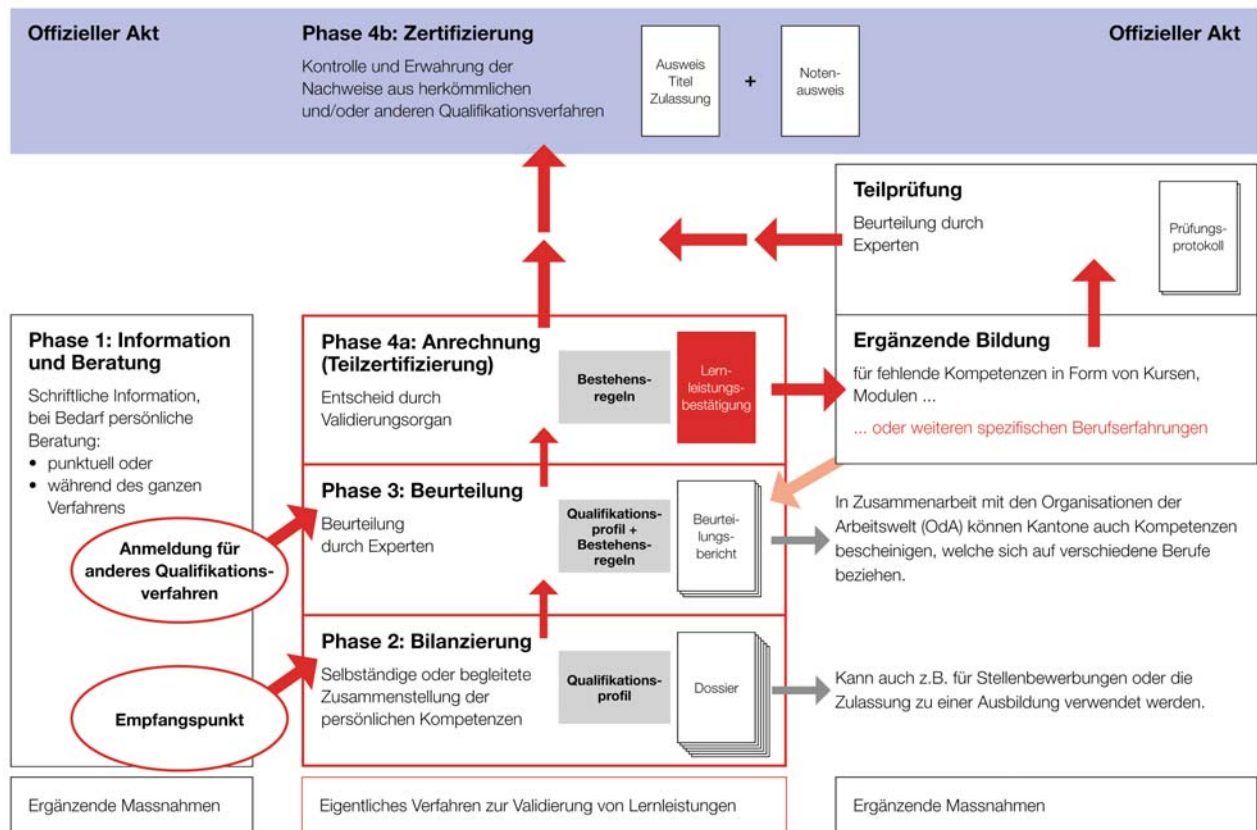 Offizieller Akt
Phase 4b: Zertifizierung
Kontrolle und Erwahrung der
Nachweise aus herkömmlichen
und/oder anderen Qualifikationsverfahren
Ausweis
Titel
Zulassung
+
Noten-
ausweis
Offizieller Akt
Teilprüfung
Beurteilung durch
Experten
Prüfungs-
protokoll
Phase 1: Information
und Beratung
Schriftliche Information,
bei Bedarf persönliche
Beratung:
• punktuell oder
• während des ganzen
Verfahrens
Anmeldung für
anderes Qualifikations-
verfahren
Empfangspunkt
Phase 4a: Anrechnung
(Teilzertifizierung)
Entscheid durch
Validierungsorgan
Bestehens-
regeln
Lern-
leistungs-
bestätigung
Ergänzende Bildung
für fehlende Kompetenzen in Form von Kursen,
Modulen ...
... oder weiteren spezifischen Berufserfahrungen
Phase 3: Beurteilung
Beurteilung
durch Experten
Qualifikations-
profil +
Bestehens-
regeln
Beurtei-
lungs-
bericht
In Zusammenarbeit mit den Organisationen der
Arbeitswelt (OdA) können Kantone auch Kompetenzen
bescheinigen, welche sich auf verschiedene Berufe
beziehen.
Phase 2: Bilanzierung
Selbständige oder begleitete
Zusammenstellung der
persönlichen Kompetenzen
Qualifikations-
profil
Dossier
Kann auch z.B. für Stellenbewerbungen oder die
Zulassung zu einer Ausbildung verwendet werden.
Ergänzende Massnahmen
Eigentliches Verfahren zur Validierung von Lernleistungen
Ergänzende Massnahmen